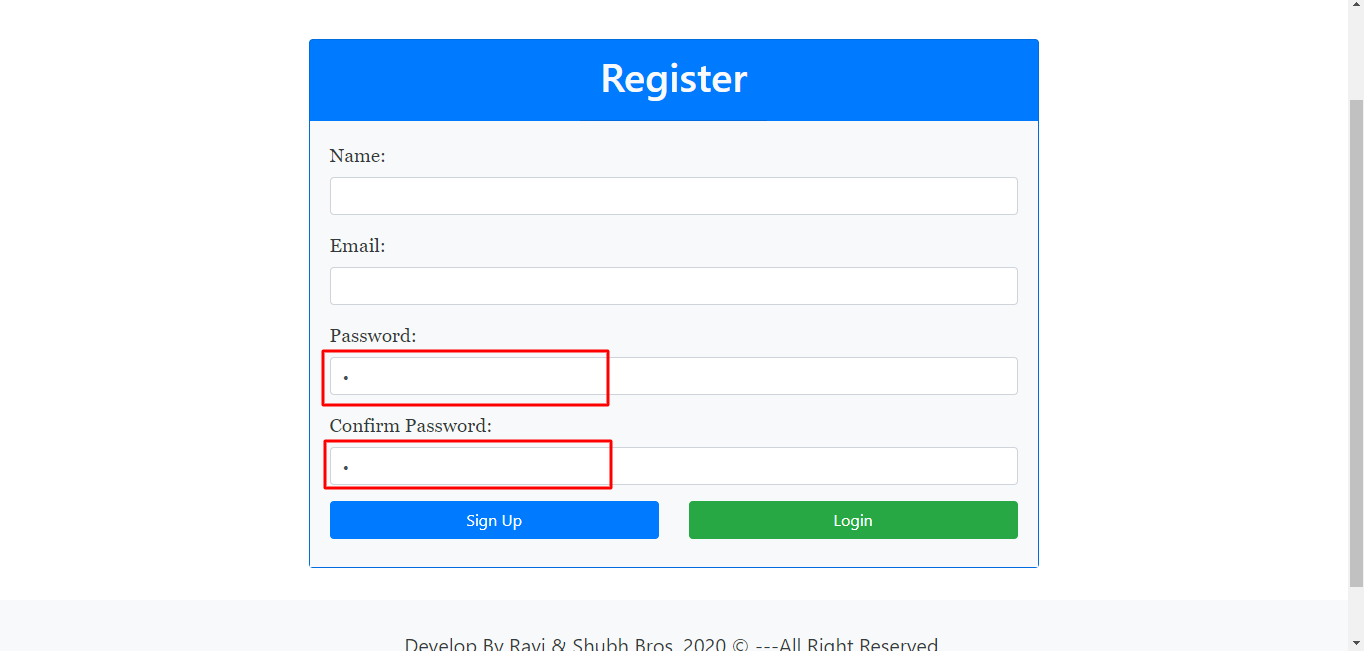 Register
Name:
Email:
Password:
•
Confirm Password:
•
Sign Up Login
Develop By Ravi & Shubh Bros. 2020 © ---All Right Reserved